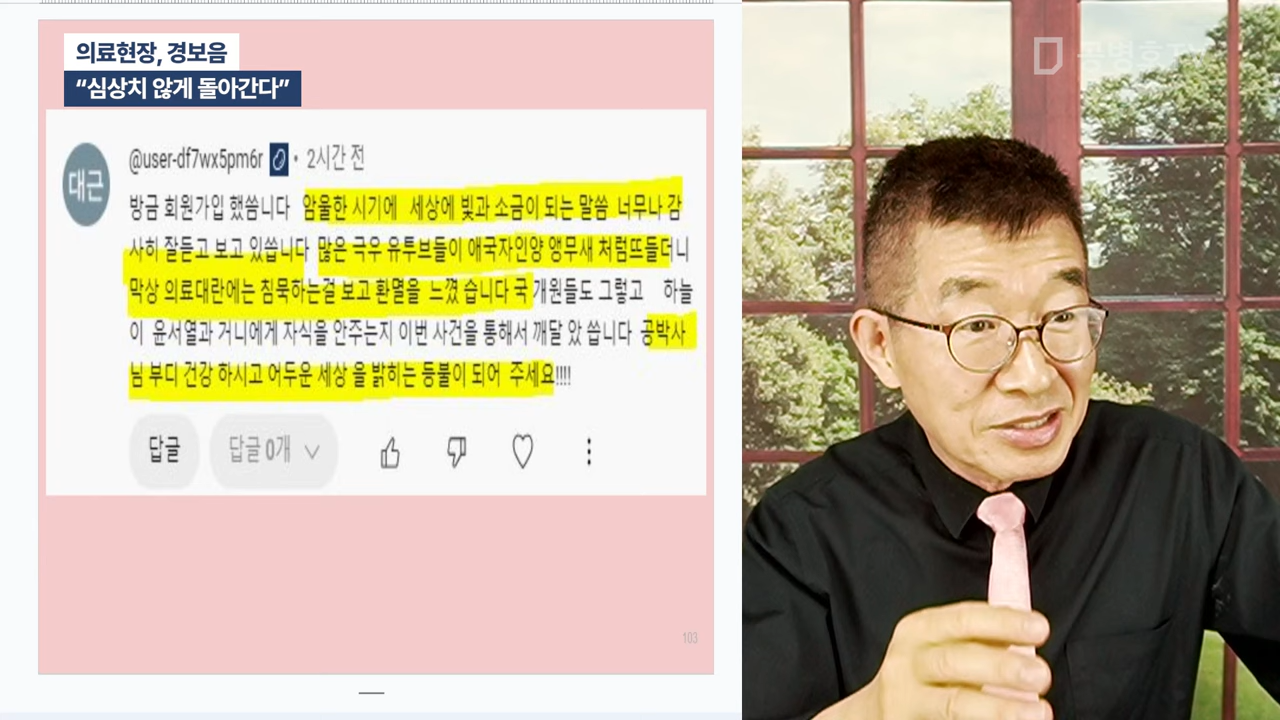 의료현장, 경보음
“심상치 않게 돌아간다”
공병호TV
대근
@user-df7wx5pm6r • 2시간 전
방금 회원가입 했씀니다 암울한 시기에 세상에 빛과 소금이 되는 말씀 너무나 감
사히 잘듣고 보고 있씁니다 많은 극우 유투브들이 애국자인양 앵무새 처럼뜨들더니
막상 의료대란에는 침묵하는걸 보고 환멸을 느꼈 습니다 국개원들도 그렇고 하늘
이 윤서열과 거니에게 자식을 안주는지 이번 사건을 통해서 깨달 았 씁니다 공박사
님 부디 건강 하시고 어두운 세상 을 밝히는 등불이 되어 주세요!!!!
답글
답글 0개
103